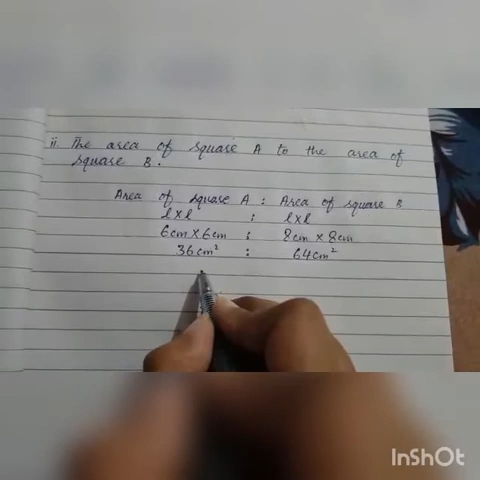 ii. The area of square A to the area of
square B.
Area of square A : Area of square B
l x l : l x l
6cm x 6cm : 8cm x 8cm
36cm² : 64cm²
InShOt